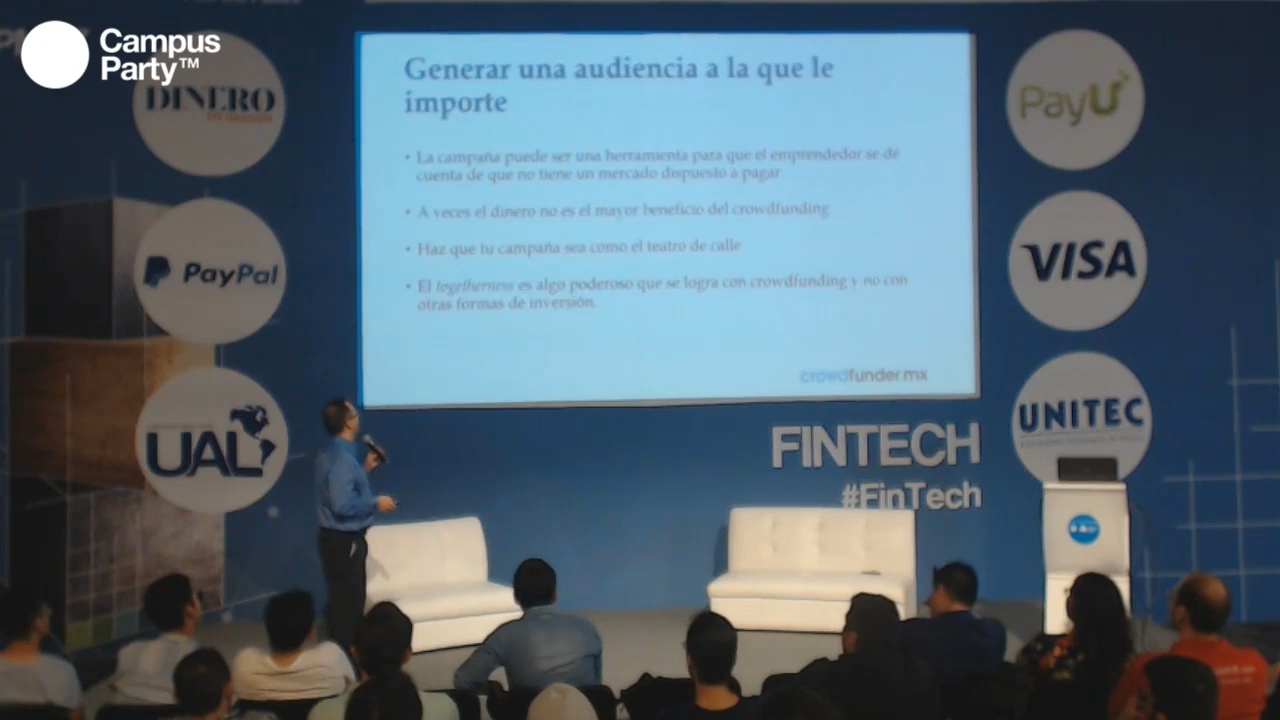 Campus
Party™
DINERO
PayPal
UAL
Generar una audiencia a la que le
importe
• La campaña puede ser una herramienta para que el emprendedor se de
cuenta de que no tiene un mercado dispuesto a pagar
• A veces el dinero no es el mayor beneficio del crowdfunding
• Haz que tu campaña sea como el teatro de calle
• El togetherness es algo poderoso que se logra con crowdfunding y no con
otras formas de inversión.
crowdfunder.mx
FINTECH
#FinTech
PayU
VISA
UNITEC